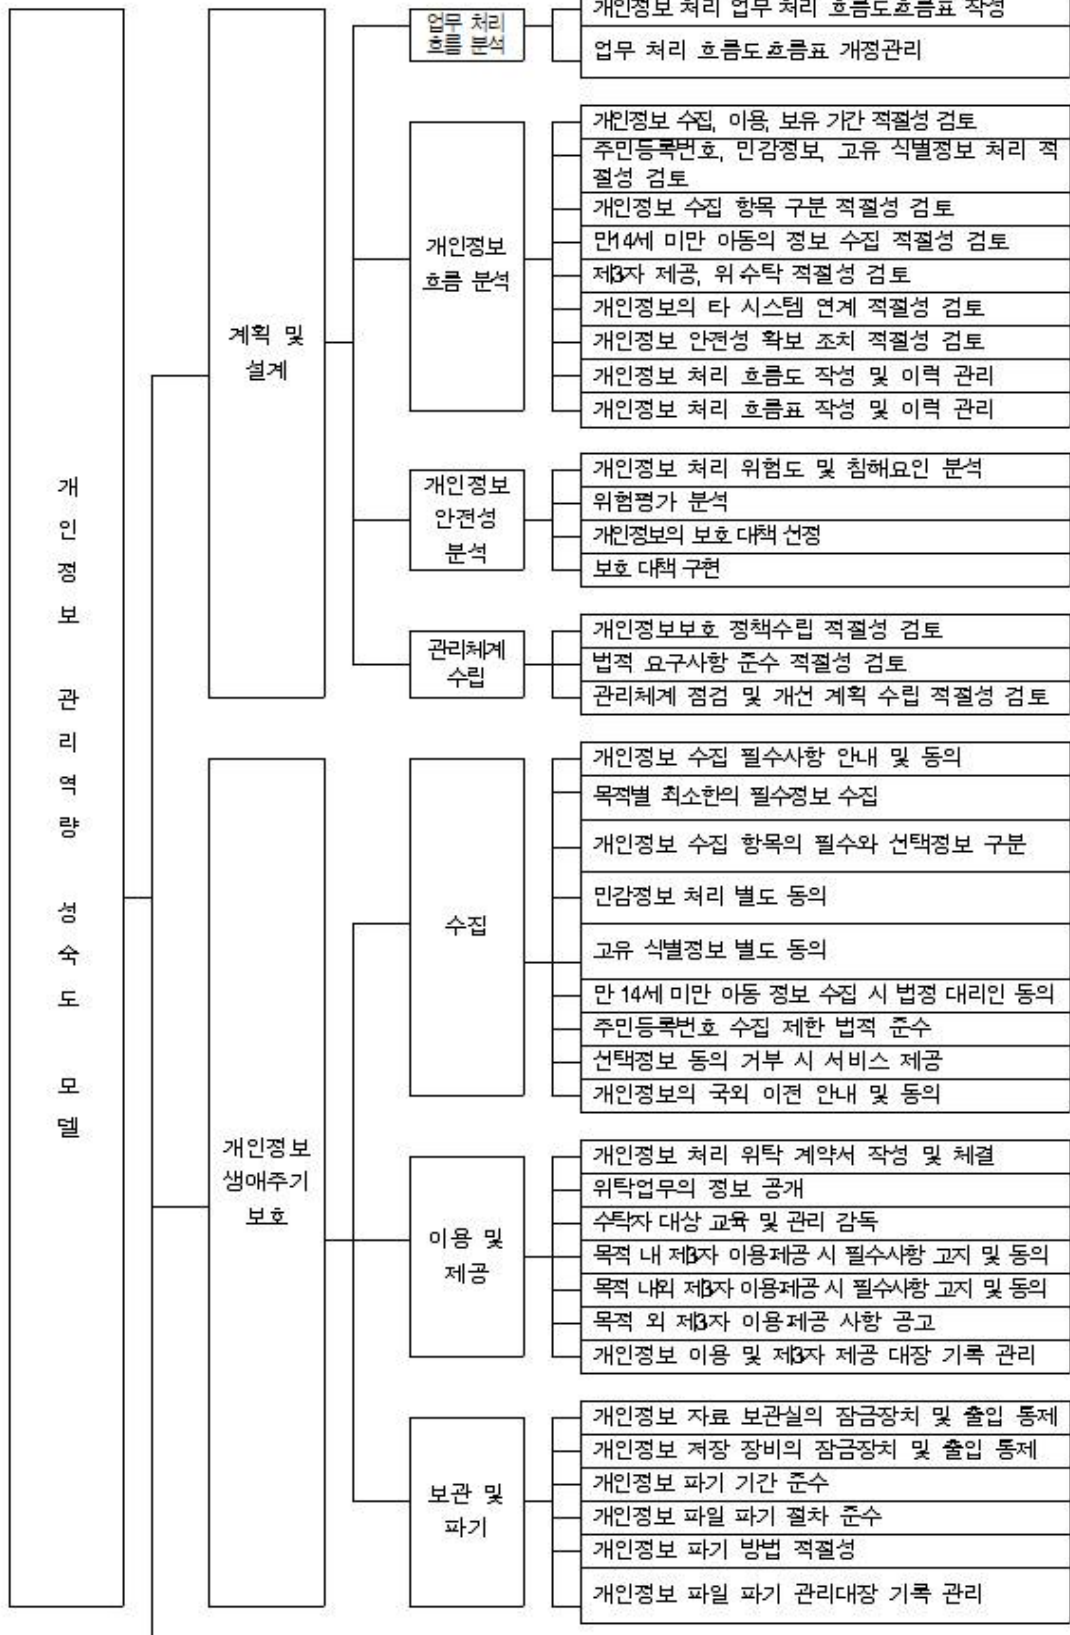 개인정보 관리역량 성숙도 모델
계획 및
설계
업무 처리
흐름 분석
개인정보 처리 업무 처리 흐름도흐름표 작성
업무 처리 흐름도흐름표 개정관리
개인정보
흐름 분석
개인정보 수집, 이용, 보유 기간 적절성 검토
주민등록번호, 민감정보, 고유 식별정보 처리 적
절성 검토
개인정보 수집 항목 구분 적절성 검토
만14세 미만 아동의 정보 수집 적절성 검토
제3자 제공, 위수탁 적절성 검토
개인정보의 타 시스템 연계 적절성 검토
개인정보 안전성 확보 조치 적절성 검토
개인정보 처리 흐름도 작성 및 이력 관리
개인정보 처리 흐름표 작성 및 이력 관리
개인정보
안전성
분석
개인정보 처리 위험도 및 침해요인 분석
위험평가 분석
개인정보의 보호 대책 선정
보호 대책 구현
관리체계
수립
개인정보보호 정책수립 적절성 검토
법적 요구사항 준수 적절성 검토
관리체계 점검 및 개선 계획 수립 적절성 검토
개인정보
생애주기
보호
수집
개인정보 수집 필수사항 안내 및 동의
목적별 최소한의 필수정보 수집
개인정보 수집 항목의 필수와 선택정보 구분
민감정보 처리 별도 동의
고유 식별정보 별도 동의
만 14세 미만 아동 정보 수집 시 법정 대리인 동의
주민등록번호 수집 제한 법적 준수
선택정보 동의 거부 시 서비스 제공
개인정보의 국외 이전 안내 및 동의
이용 및
제공
개인정보 처리 위탁 계약서 작성 및 체결
위탁업무의 정보 공개
수탁자 대상 교육 및 관리 감독
목적 내 제3자 이용제공 시 필수사항 고지 및 동의
목적 내외 제3자 이용제공 시 필수사항 고지 및 동의
목적 외 제3자 이용제공 사항 공고
개인정보 이용 및 제3자 제공 대장 기록 관리
보관 및
파기
개인정보 자료 보관실의 잠금장치 및 출입 통제
개인정보 저장 장비의 잠금장치 및 출입 통제
개인정보 파기 기간 준수
개인정보 파일 파기 절차 준수
개인정보 파기 방법 적절성
개인정보 파일 파기 관리대장 기록 관리